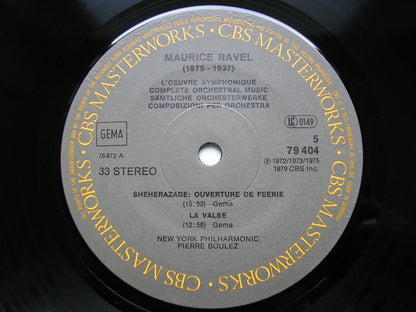 CBS MASTERWORKS · CBS MASTERWORKS · CBS MASTERWORKS ·
MAURICE RAVEL
(1875 - 1937)
L'OEUVRE SYMPHONIQUE
COMPLETE ORCHESTRAL MUSIC
SÄMTLICHE ORCHESTERWERKE
COMPOSIZIONI PER ORCHESTRA
GEMA
LC 0149
76 672 A
5
79 404
33 STEREO
℗ 1972/1973/1975
1979 CBS Inc.
SHEHERAZADE: OUVERTURE DE FEERIE
(15:52) - Gema
LA VALSE
(12:56) - Gema
NEW YORK PHILHARMONIC
PIERRE BOULEZ